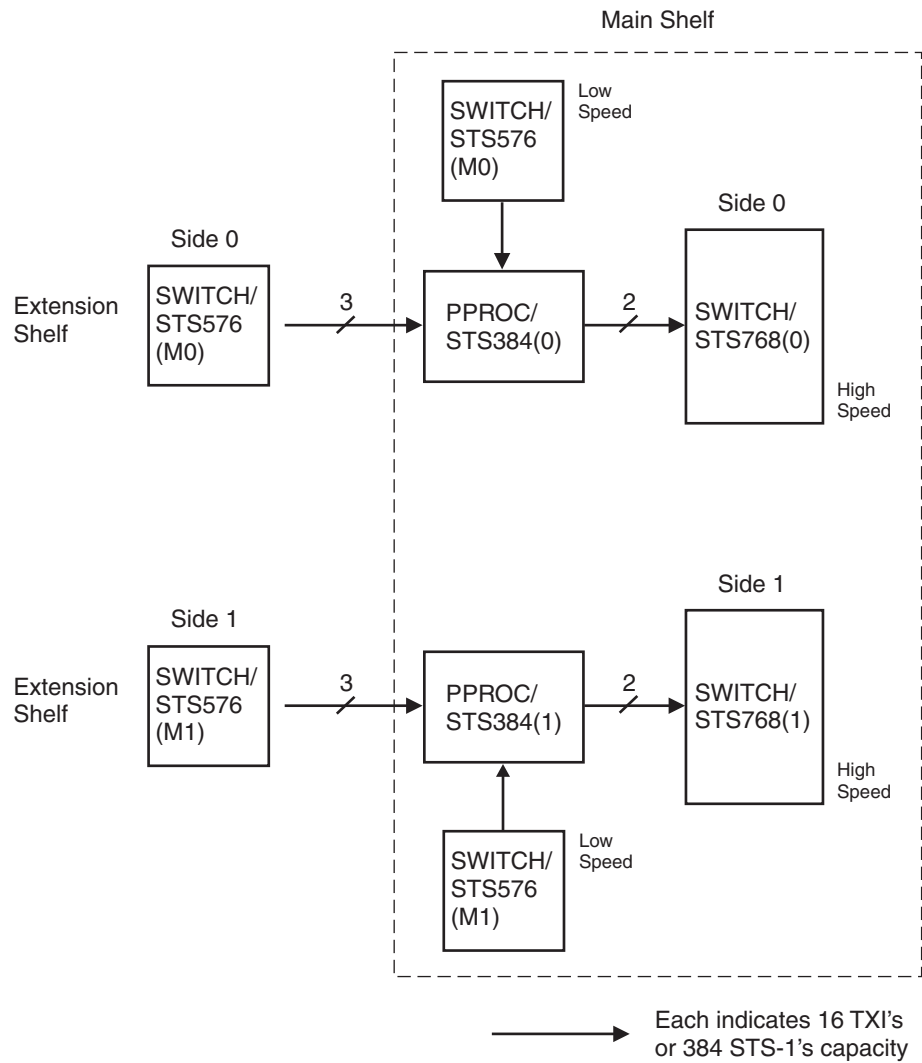 Main Shelf
SWITCH/
STS576
(M0)
Low
Speed
Side 0
Side 0
Extension
Shelf
SWITCH/
STS576
(M0)
3
PPROC/
STS384(0)
2
SWITCH/
STS768(0)
High
Speed
Side 1
Side 1
Extension
Shelf
SWITCH/
STS576
(M1)
3
PPROC/
STS384(1)
2
SWITCH/
STS768(1)
High
Speed
SWITCH/
STS576
(M1)
Low
Speed
Each indicates 16 TXI's
or 384 STS-1's capacity